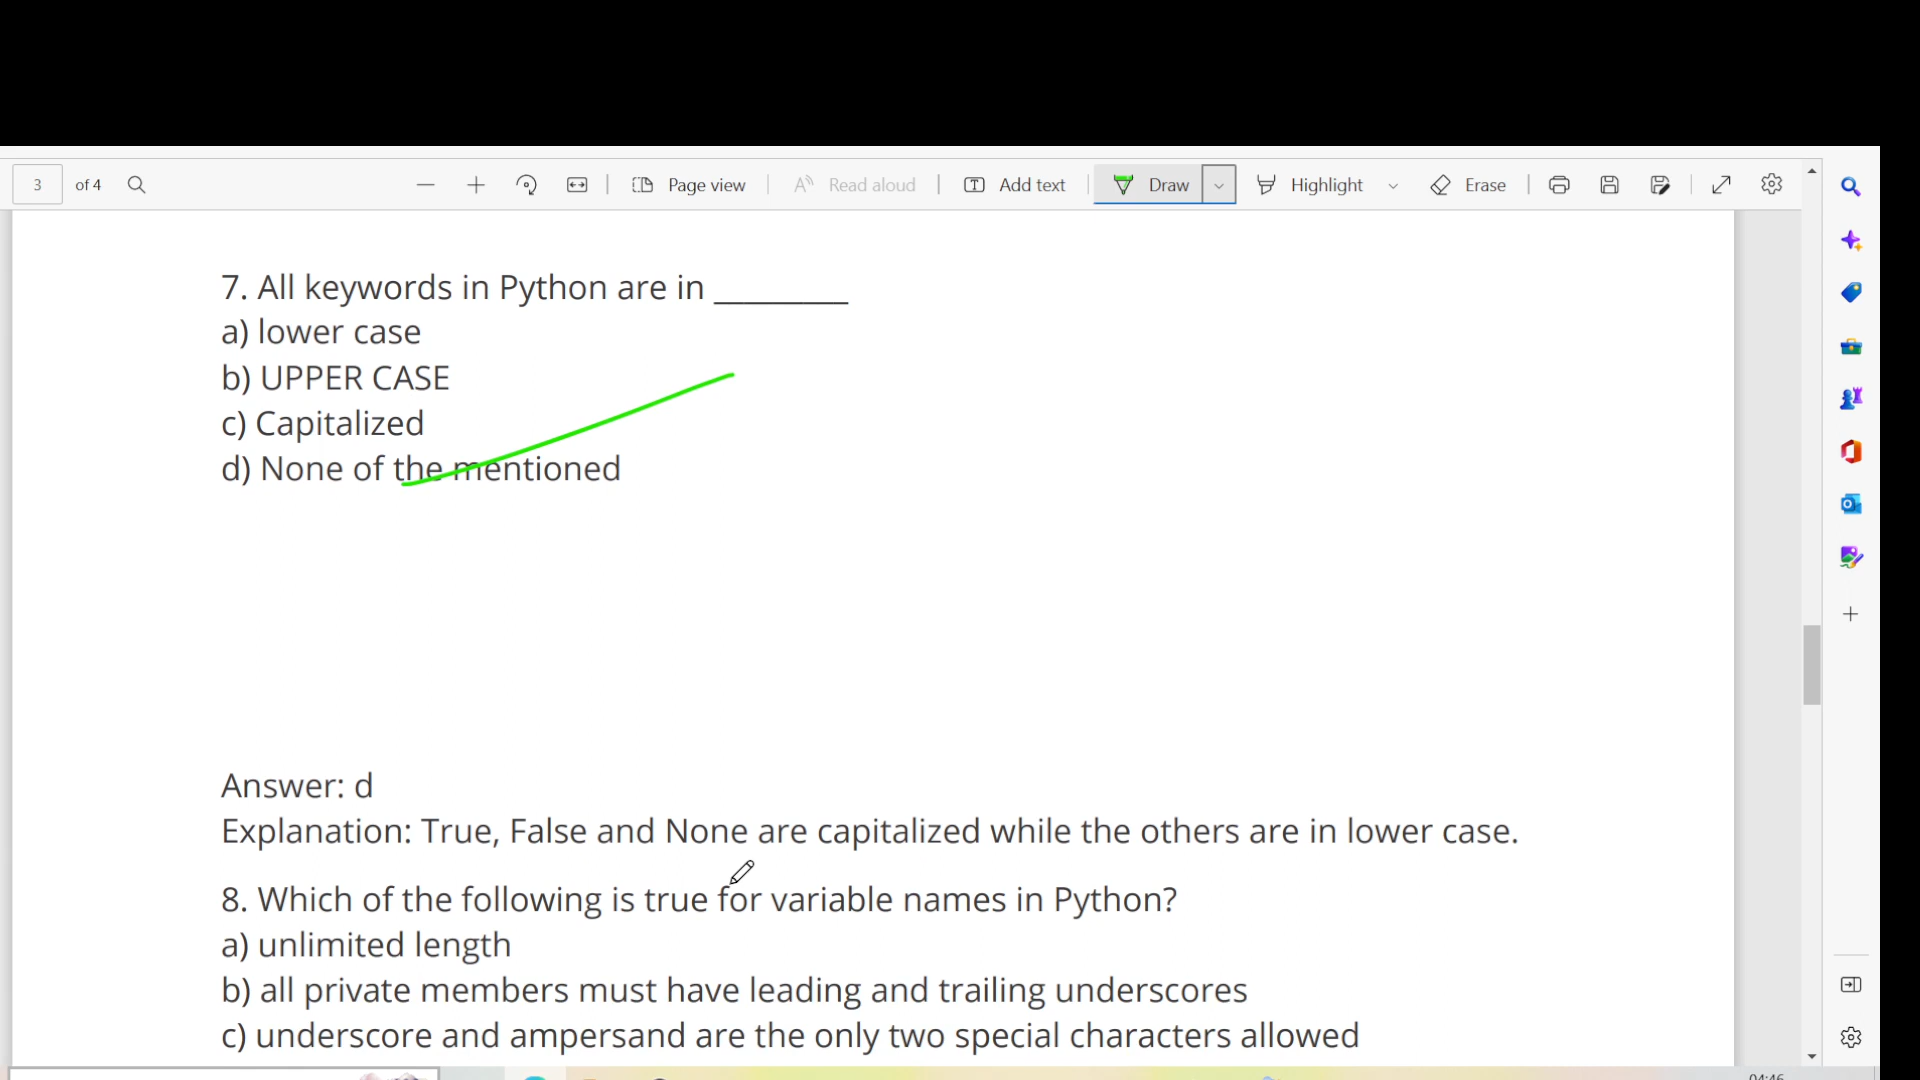 3 of 4 Page view Read aloud Add text Draw Highlight Erase
7. All keywords in Python are in _________
a) lower case
b) UPPER CASE
c) Capitalized
d) None of the mentioned
Answer: d
Explanation: True, False and None are capitalized while the others are in lower case.
8. Which of the following is true for variable names in Python?
a) unlimited length
b) all private members must have leading and trailing underscores
c) underscore and ampersand are the only two special characters allowed